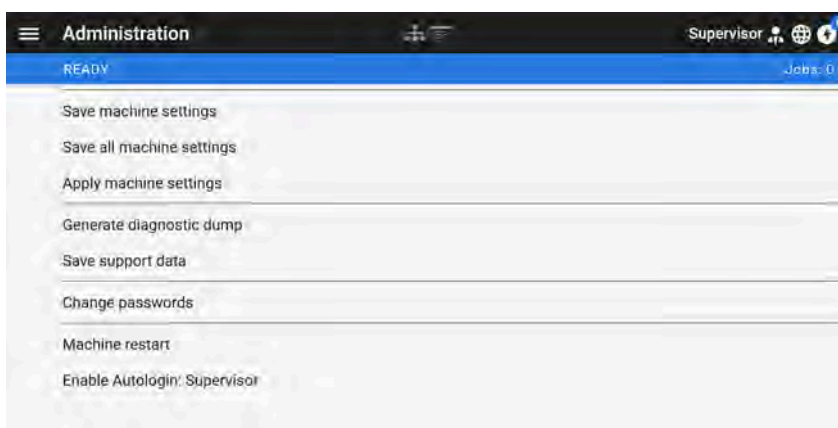 Administration
Supervisor
READY
Jobs: 0
Save machine settings
Save all machine settings
Apply machine settings
Generate diagnostic dump
Save support data
Change passwords
Machine restart
Enable Autologin: Supervisor